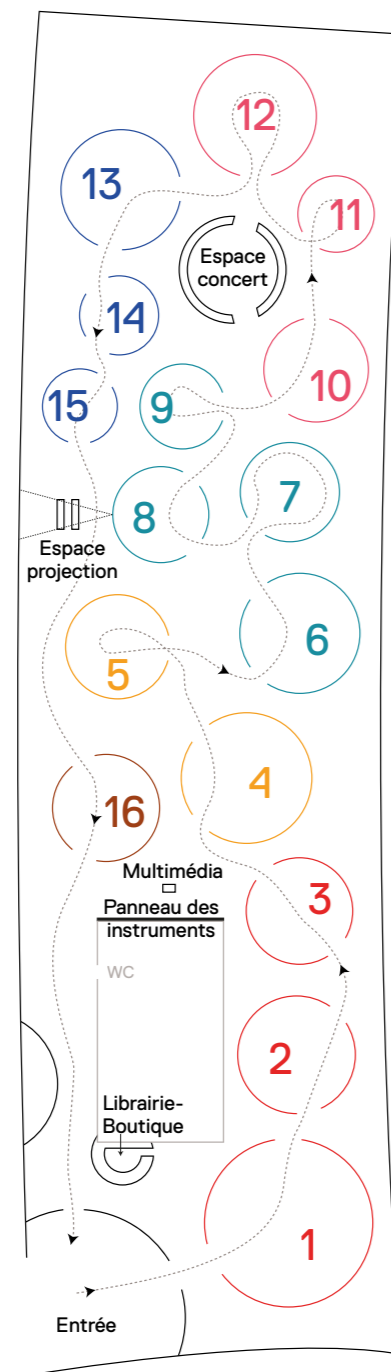 12
13
11
Espace
concert
14
10
15
9
7
8
Espace
projection
6
5
4
16
Multimédia
3
Panneau des
instruments
WC
2
Librairie-
Boutique
1
Entrée